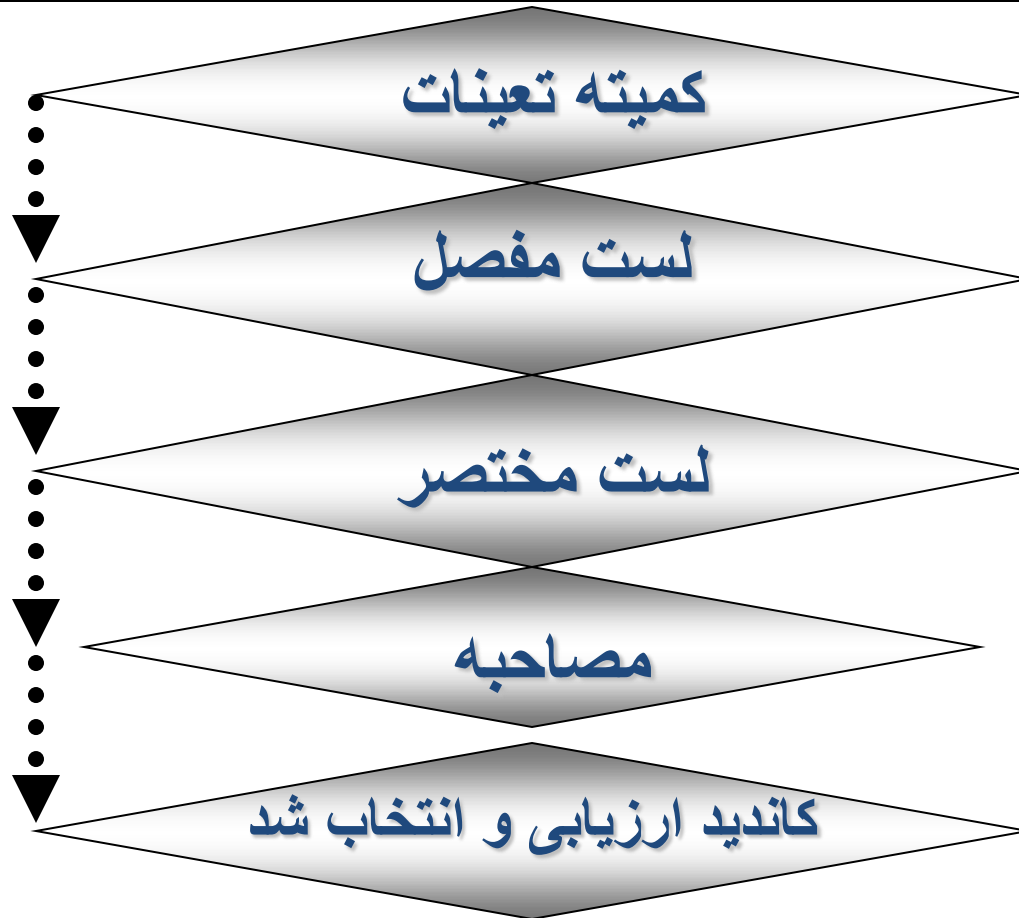 کمیته تعینات
لست مفصل
لست مختصر
مصاحبه
کاندید ارزیابی و انتخاب شد